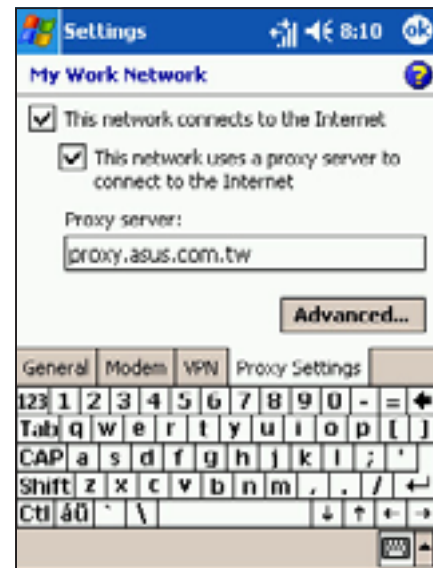 Settings 8:10 ok
My Work Network ?
This network connects to the Internet
This network uses a proxy server to
connect to the Internet
Proxy server:
proxy.asus.com.tw
Advanced...
General Modem VPN Proxy Settings
123 1 2 3 4 5 6 7 8 9 0 - = ←
Tab q w e r t y u i o p [ ]
CAP a s d f g h j k l ; '
Shift z x c v b n m , . / ↵
Ctl áü ` \ ↓ ↑ ← →